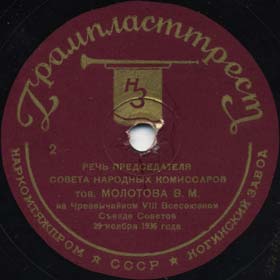 Грампласттрест
НЗ
2
РЕЧЬ ПРЕДСЕДАТЕЛЯ
СОВЕТА НАРОДНЫХ КОМИССАРОВ
тов. МОЛОТОВА В. М.
на Чрезвычайном VIII Всесоюзном
Съезде Советов
29 ноября 1936 года
НАРКОМТЯЖПРОМ ★ СССР ★ НОГИНСКИЙ ЗАВОД